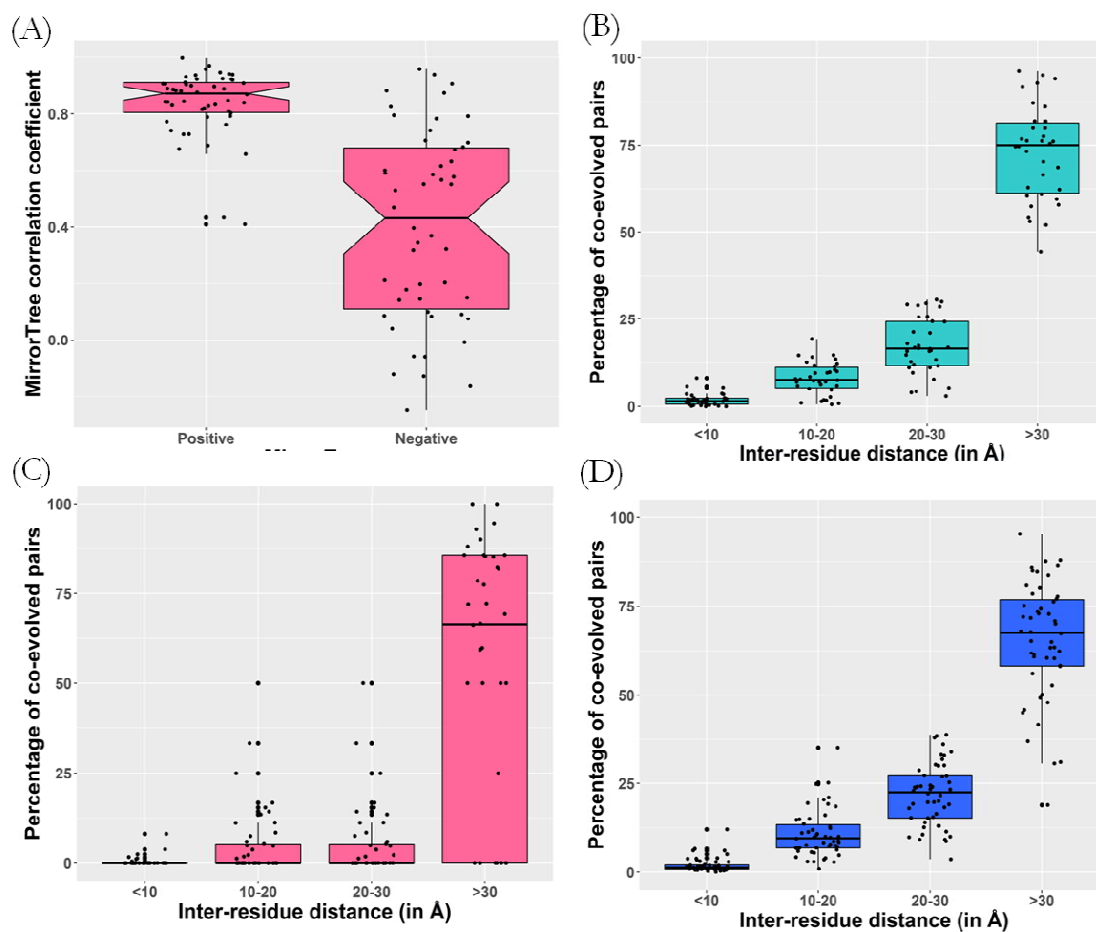 (A)
MirrorTree correlation coefficient
0.8
0.4
0.0
Positive Negative
(B)
Percentage of co-evolved pairs
100
75
50
25
0
<10 10-20 20-30 >30
Inter-residue distance (in Å)
(C)
Percentage of co-evolved pairs
100
75
50
25
0
<10 10-20 20-30 >30
Inter-residue distance (in Å)
(D)
Percentage of co-evolved pairs
100
75
50
25
0
<10 10-20 20-30 >30
Inter-residue distance (in Å)